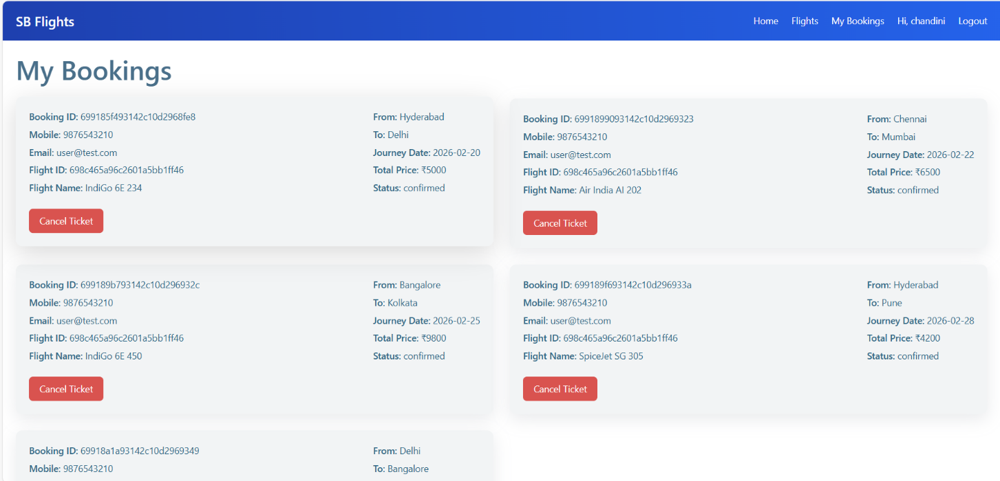 SB Flights
Home Flights My Bookings Hi, chandini Logout
My Bookings
Booking ID: 699185f493142c10d2968fe8
Mobile: 9876543210
Email: user@test.com
Flight ID: 698c465a96c2601a5bb1ff46
Flight Name: IndiGo 6E 234
From: Hyderabad
To: Delhi
Journey Date: 2026-02-20
Total Price: ₹5000
Status: confirmed
Cancel Ticket
Booking ID: 6991899093142c10d2969323
Mobile: 9876543210
Email: user@test.com
Flight ID: 698c465a96c2601a5bb1ff46
Flight Name: Air India AI 202
From: Chennai
To: Mumbai
Journey Date: 2026-02-22
Total Price: ₹6500
Status: confirmed
Cancel Ticket
Booking ID: 699189b793142c10d296932c
Mobile: 9876543210
Email: user@test.com
Flight ID: 698c465a96c2601a5bb1ff46
Flight Name: IndiGo 6E 450
From: Bangalore
To: Kolkata
Journey Date: 2026-02-25
Total Price: ₹9800
Status: confirmed
Cancel Ticket
Booking ID: 699189f693142c10d296933a
Mobile: 9876543210
Email: user@test.com
Flight ID: 698c465a96c2601a5bb1ff46
Flight Name: SpiceJet SG 305
From: Hyderabad
To: Pune
Journey Date: 2026-02-28
Total Price: ₹4200
Status: confirmed
Cancel Ticket
Booking ID: 69918a1a93142c10d2969349
Mobile: 9876543210
From: Delhi
To: Bangalore